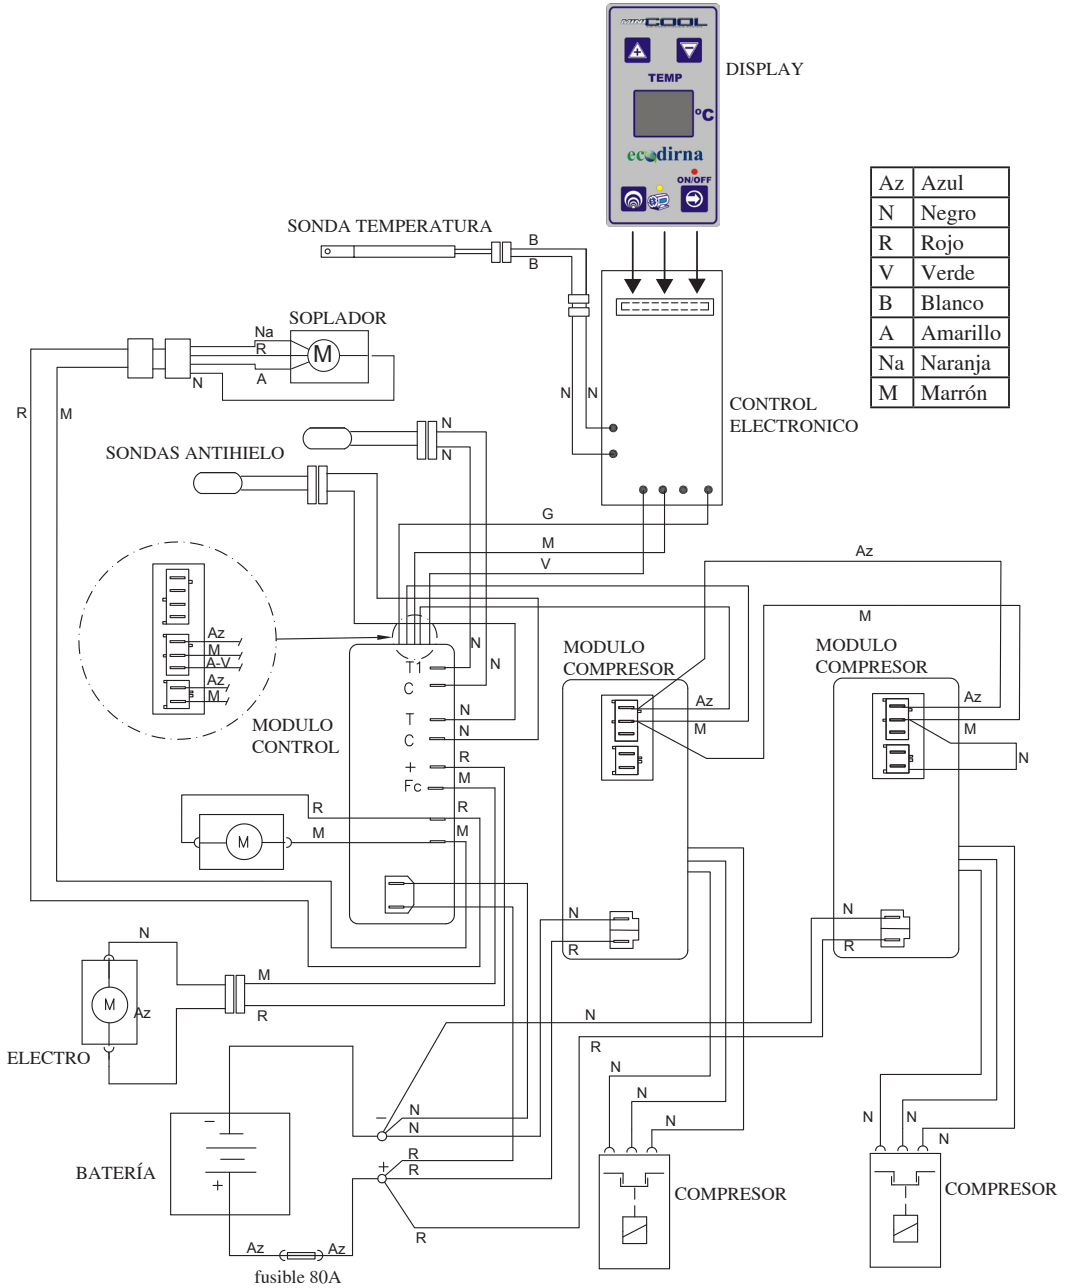 MINI COOL
TEMP
ºC
ecodirna
ON/OFF
DISPLAY
Az Azul
N Negro
R Rojo
V Verde
B Blanco
A Amarillo
Na Naranja
M Marrón
SONDA TEMPERATURA
B
B
SOPLADOR
Na
R
M
A
N
R
M
N
N
CONTROL
ELECTRONICO
SONDAS ANTIHIELO
N
N
G
M
V
Az
M
Az
M
A-V
Az
M
MODULO
CONTROL
T1
C
T
C
+
Fc
N
N
N
N
R
M
R
M
R
M
M
MODULO
COMPRESOR
Az
M
N
R
MODULO
COMPRESOR
Az
M
N
N
R
N
M
Az
ELECTRO
M
R
N
R
BATERÍA
−
+
−
N
N
+
R
R
R
Az
Az
fusible 80A
N
N
N
COMPRESOR
N
N
N
COMPRESOR